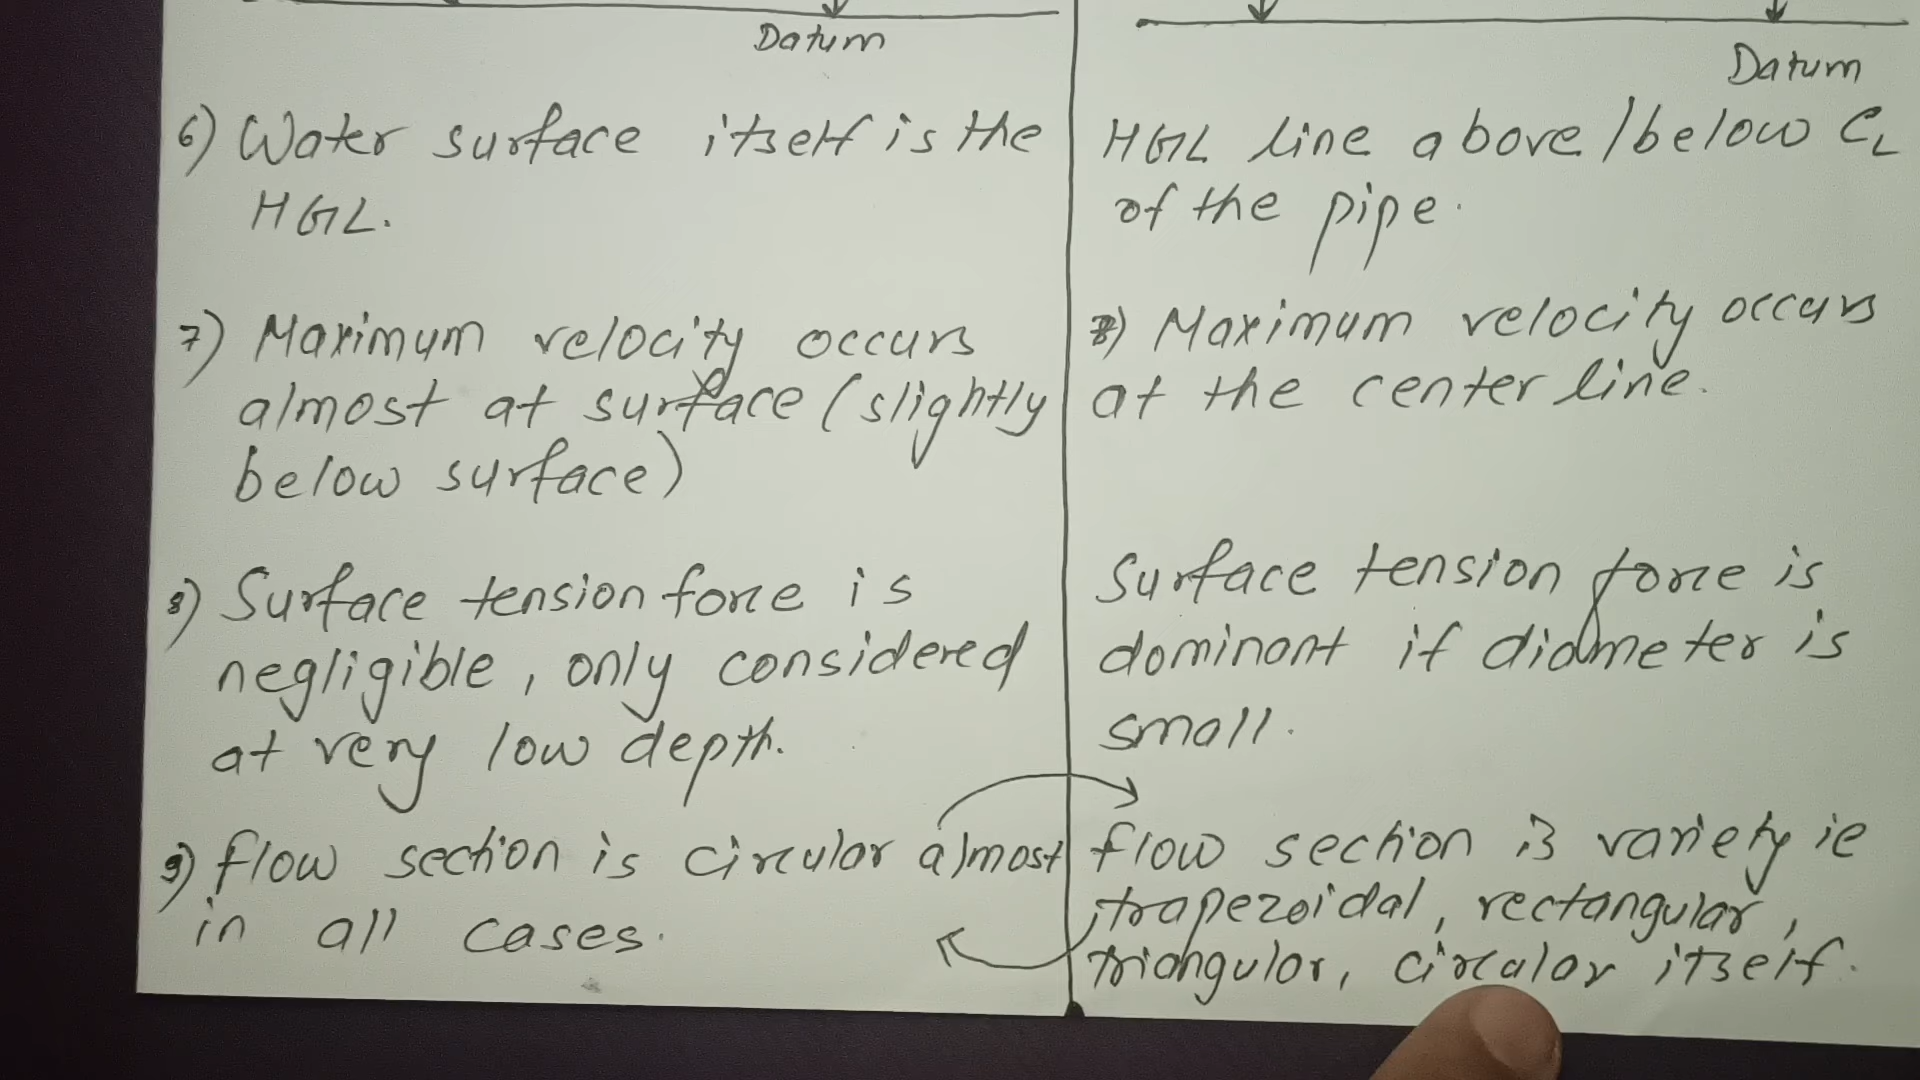 Datum
6) Water surface itself is the
HGL.
7) Maximum velocity occurs
almost at surface (slightly
below surface)
8) Surface tension force is
negligible, only considered
at very low depth.
9) flow section is circular almost
in all cases.
Datum
HGL line above/below CL
of the pipe.
8) Maximum velocity occurs
at the center line.
Surface tension force is
dominant if diameter is
small.
flow section is variety ie
trapezoidal, rectangular,
triangular, circular itself.